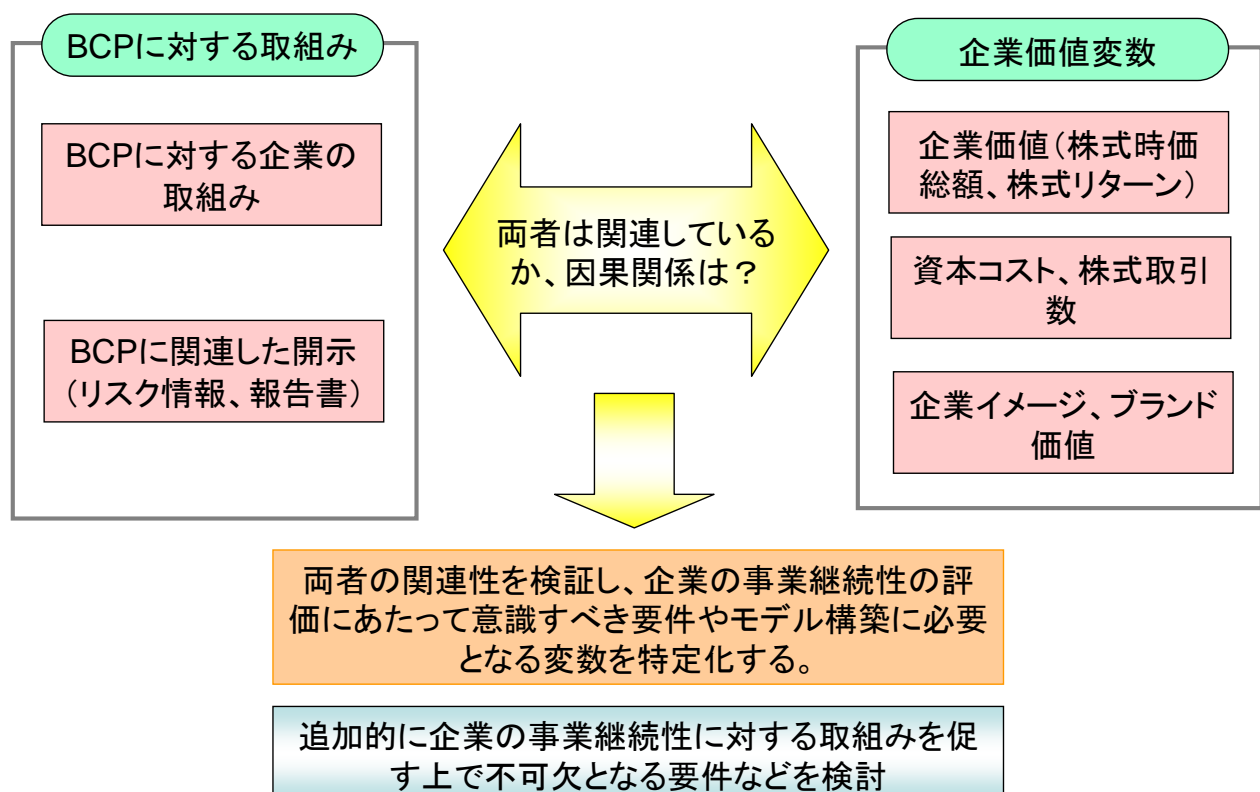 BCPに対する取組み
BCPに対する企業の
取組み
BCPに関連した開示
(リスク情報、報告書)
両者は関連している
か、因果関係は？
企業価値変数
企業価値(株式時価
総額、株式リターン)
資本コスト、株式取引
数
企業イメージ、ブランド
価値
両者の関連性を検証し、企業の事業継続性の評
価にあたって意識すべき要件やモデル構築に必要
となる変数を特定化する。
追加的に企業の事業継続性に対する取組みを促
す上で不可欠となる要件などを検討